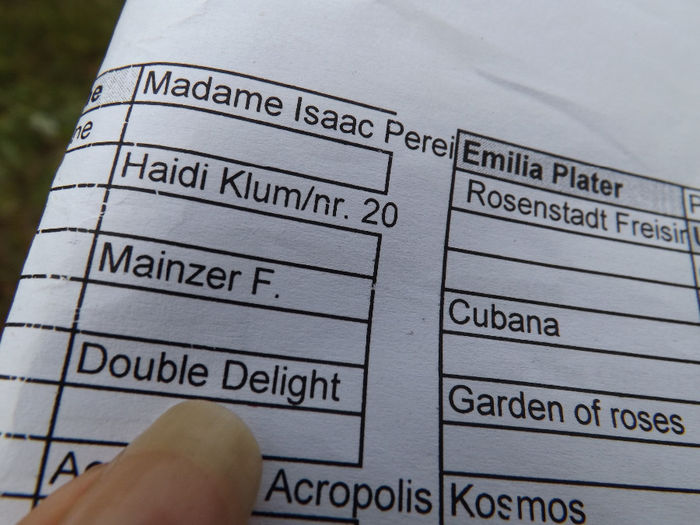 Madame Isaac Perei
Haidi Klum/nr. 20
Mainzer F.
Double Delight
Acropolis
Emilia Plater
Rosenstadt Freisin
Cubana
Garden of roses
Kosmos